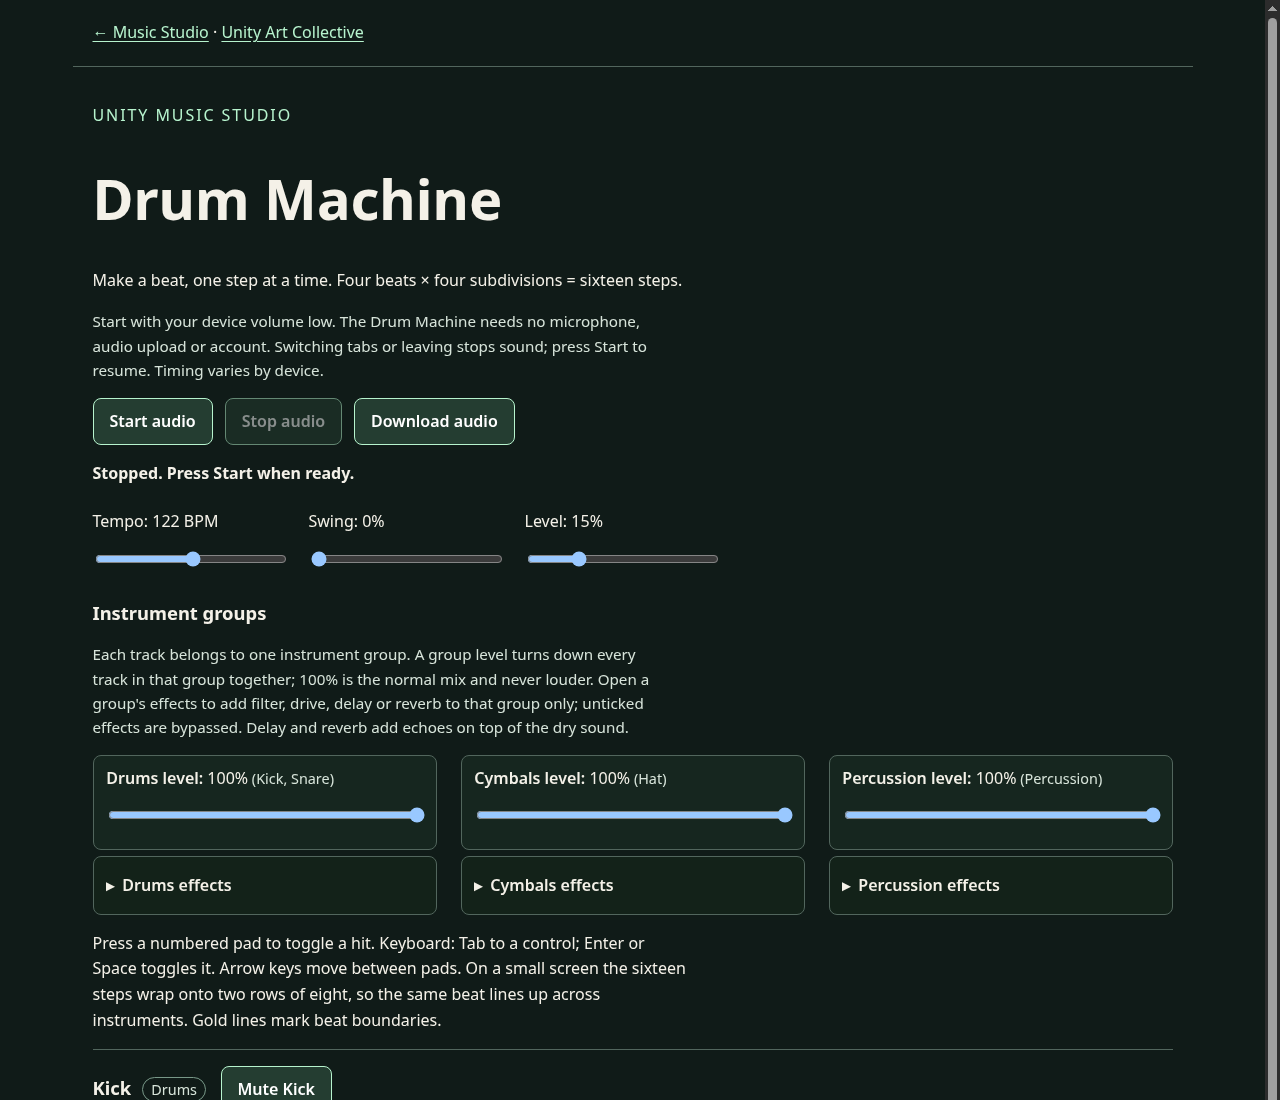 ← Music Studio · Unity Art Collective
UNITY MUSIC STUDIO
Drum Machine
Make a beat, one step at a time. Four beats × four subdivisions = sixteen steps.
Start with your device volume low. The Drum Machine needs no microphone,
audio upload or account. Switching tabs or leaving stops sound; press Start to
resume. Timing varies by device.
Start audio Stop audio Download audio
Stopped. Press Start when ready.
Tempo: 122 BPM Swing: 0% Level: 15%
Instrument groups
Each track belongs to one instrument group. A group level turns down every
track in that group together; 100% is the normal mix and never louder. Open a
group's effects to add filter, drive, delay or reverb to that group only; unticked
effects are bypassed. Delay and reverb add echoes on top of the dry sound.
Drums level: 100% (Kick, Snare) Cymbals level: 100% (Hat) Percussion level: 100% (Percussion)
▸ Drums effects ▸ Cymbals effects ▸ Percussion effects
Press a numbered pad to toggle a hit. Keyboard: Tab to a control; Enter or
Space toggles it. Arrow keys move between pads. On a small screen the sixteen
steps wrap onto two rows of eight, so the same beat lines up across
instruments. Gold lines mark beat boundaries.
Kick Drums Mute Kick